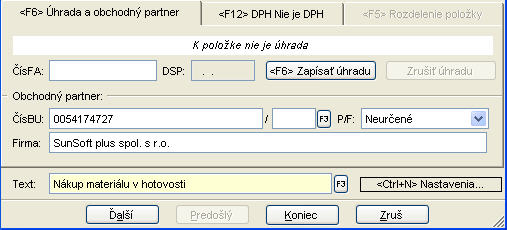 <F6> Úhrada a obchodný partner <F12> DPH Nie je DPH <F5> Rozdelenie položky
K položke nie je úhrada
ČísFA: DSP: . . <F6> Zapísať úhradu Zrušiť úhradu
Obchodný partner:
ČísBU: 0054174727 / F3 P/F: Neurčené
Firma: SunSoft plus spol. s r.o.
Text: Nákup materiálu v hotovosti F3 <Ctrl+N> Nastavenia...
Ďalší Predošlý Koniec Zruš